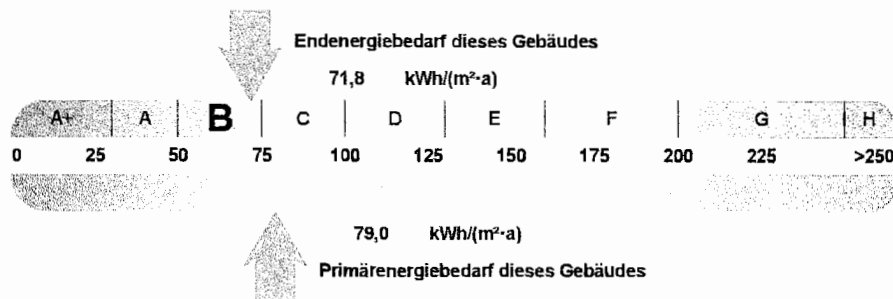 Endenergiebedarf dieses Gebäudes
71,8 kWh/(m²·a)
A+ A B C D E F G H
0 25 50 75 100 125 150 175 200 225 >250
79,0 kWh/(m²·a)
Primärenergiebedarf dieses Gebäudes